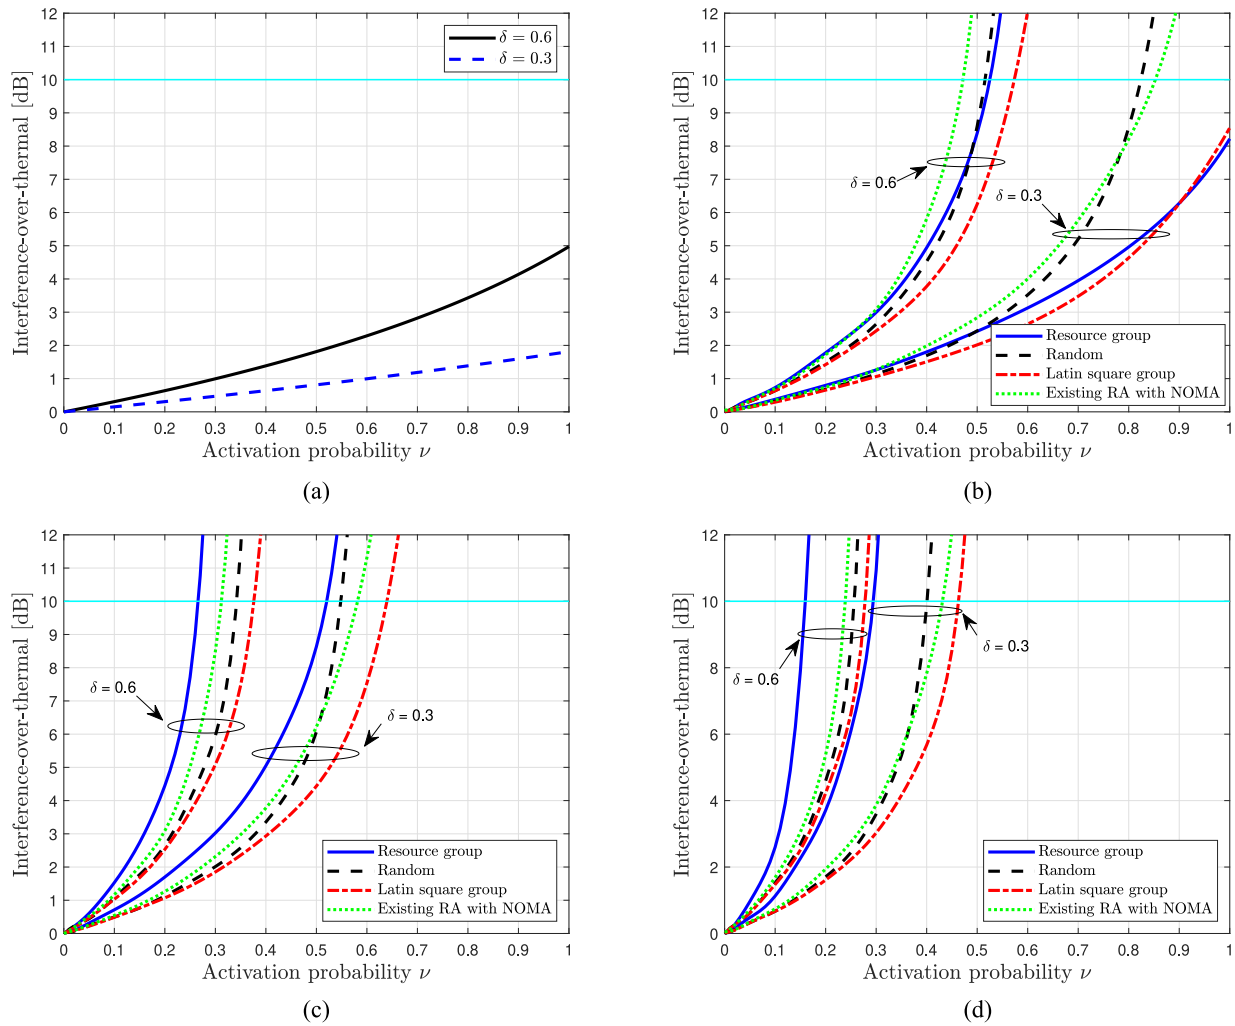 12
11
10
9
8
7
6
5
4
3
2
1
0
0 0.1 0.2 0.3 0.4 0.5 0.6 0.7 0.8 0.9 1
Interference-over-thermal [dB]
Activation probability ν
δ = 0.6
δ = 0.3
(a)
12
11
10
9
8
7
6
5
4
3
2
1
0
0 0.1 0.2 0.3 0.4 0.5 0.6 0.7 0.8 0.9 1
Interference-over-thermal [dB]
Activation probability ν
δ = 0.6
δ = 0.3
Resource group
Random
Latin square group
Existing RA with NOMA
(b)
12
11
10
9
8
7
6
5
4
3
2
1
0
0 0.1 0.2 0.3 0.4 0.5 0.6 0.7 0.8 0.9 1
Interference-over-thermal [dB]
Activation probability ν
δ = 0.6
δ = 0.3
Resource group
Random
Latin square group
Existing RA with NOMA
(c)
12
10
8
6
4
2
0
0 0.1 0.2 0.3 0.4 0.5 0.6 0.7 0.8 0.9 1
Interference-over-thermal [dB]
Activation probability ν
δ = 0.6
δ = 0.3
Resource group
Random
Latin square group
Existing RA with NOMA
(d)